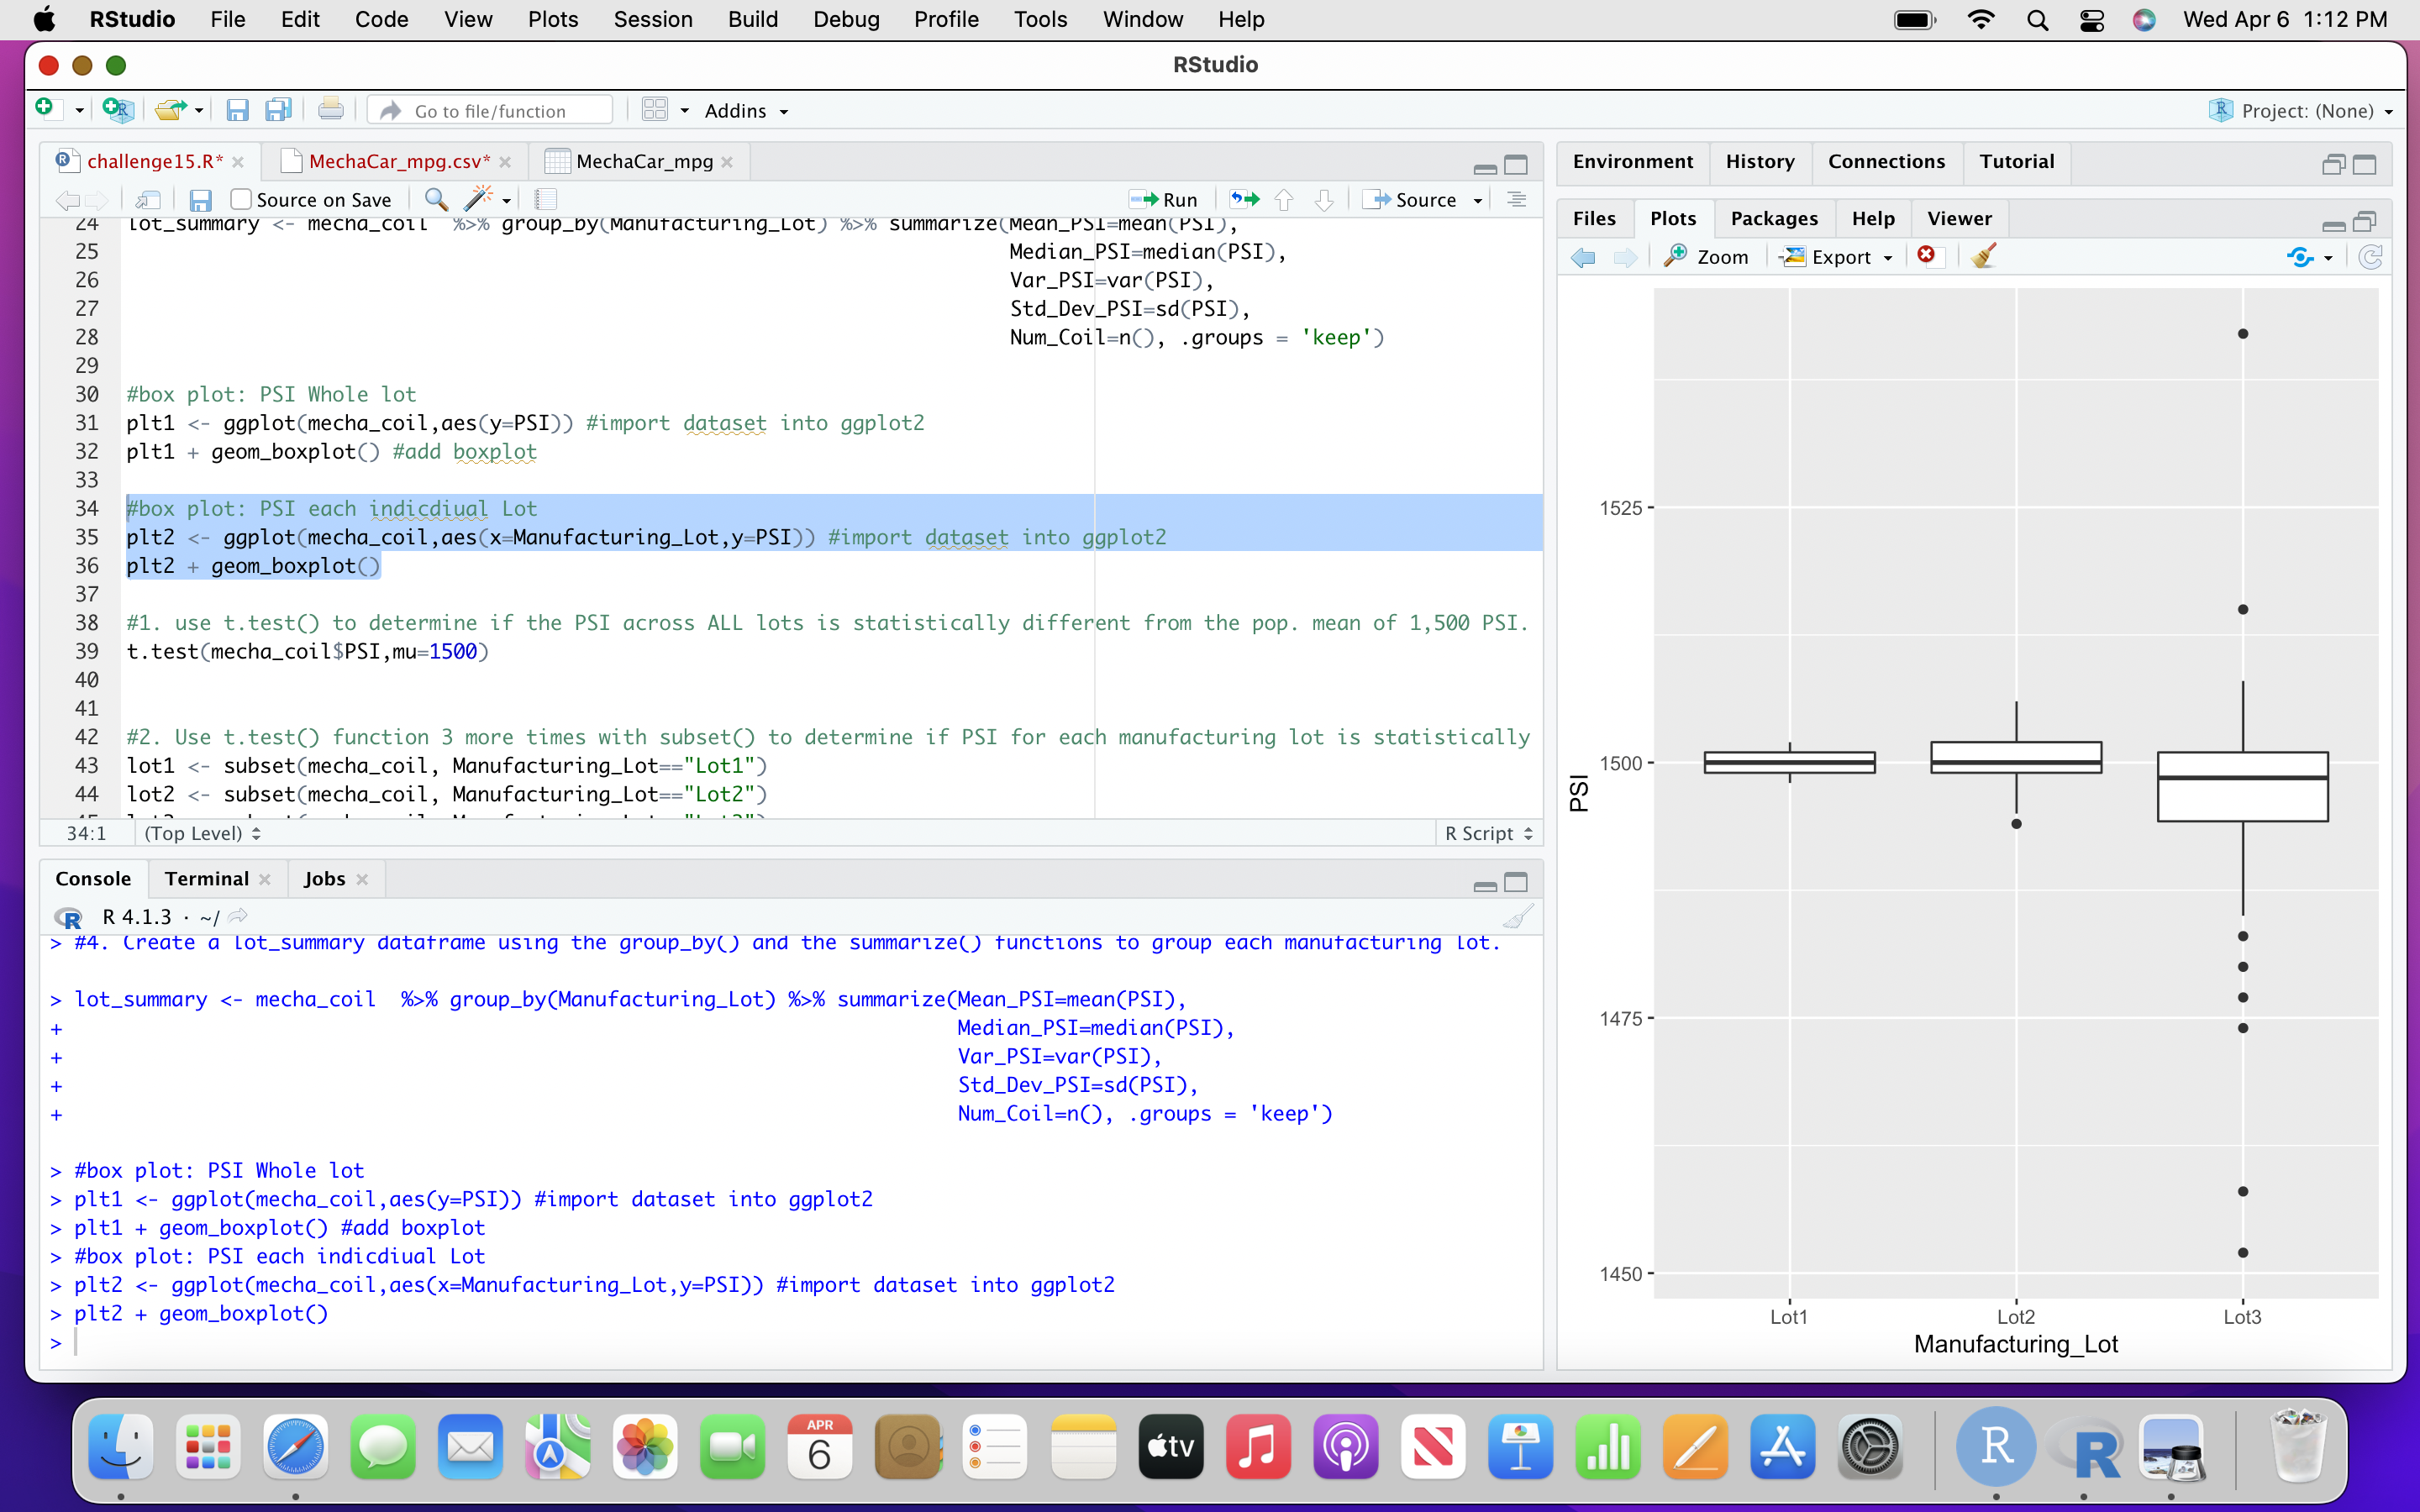 RStudio File Edit Code View Plots Session Build Debug Profile Tools Window Help Wed Apr 6 1:12 PM
RStudio
Go to file/function Addins Project: (None)
challenge15.R* MechaCar_mpg.csv* MechaCar_mpg
Source on Save Run Source
24 lot_summary <- mecha_coil %>% group_by(Manufacturing_Lot) %>% summarize(Mean_PSI=mean(PSI),
25 Median_PSI=median(PSI),
26 Var_PSI=var(PSI),
27 Std_Dev_PSI=sd(PSI),
28 Num_Coil=n(), .groups = 'keep')
29
30 #box plot: PSI Whole lot
31 plt1 <- ggplot(mecha_coil,aes(y=PSI)) #import dataset into ggplot2
32 plt1 + geom_boxplot() #add boxplot
33
34 #box plot: PSI each indicdiual Lot
35 plt2 <- ggplot(mecha_coil,aes(x=Manufacturing_Lot,y=PSI)) #import dataset into ggplot2
36 plt2 + geom_boxplot()
37
38 #1. use t.test() to determine if the PSI across ALL lots is statistically different from the pop. mean of 1,500 PSI.
39 t.test(mecha_coil$PSI,mu=1500)
40
41
42 #2. Use t.test() function 3 more times with subset() to determine if PSI for each manufacturing lot is statistically
43 lot1 <- subset(mecha_coil, Manufacturing_Lot=="Lot1")
44 lot2 <- subset(mecha_coil, Manufacturing_Lot=="Lot2")
34:1 (Top Level) R Script
Console Terminal Jobs
R 4.1.3 · ~/
> #4. Create a lot_summary dataframe using the group_by() and the summarize() functions to group each manufacturing lot.
> lot_summary <- mecha_coil %>% group_by(Manufacturing_Lot) %>% summarize(Mean_PSI=mean(PSI),
+ Median_PSI=median(PSI),
+ Var_PSI=var(PSI),
+ Std_Dev_PSI=sd(PSI),
+ Num_Coil=n(), .groups = 'keep')
> #box plot: PSI Whole lot
> plt1 <- ggplot(mecha_coil,aes(y=PSI)) #import dataset into ggplot2
> plt1 + geom_boxplot() #add boxplot
> #box plot: PSI each indicdiual Lot
> plt2 <- ggplot(mecha_coil,aes(x=Manufacturing_Lot,y=PSI)) #import dataset into ggplot2
> plt2 + geom_boxplot()
>
Environment History Connections Tutorial
Files Plots Packages Help Viewer
Zoom Export
1525
1500
1475
1450
PSI
Lot1 Lot2 Lot3
Manufacturing_Lot
APR
6
tv
R
R